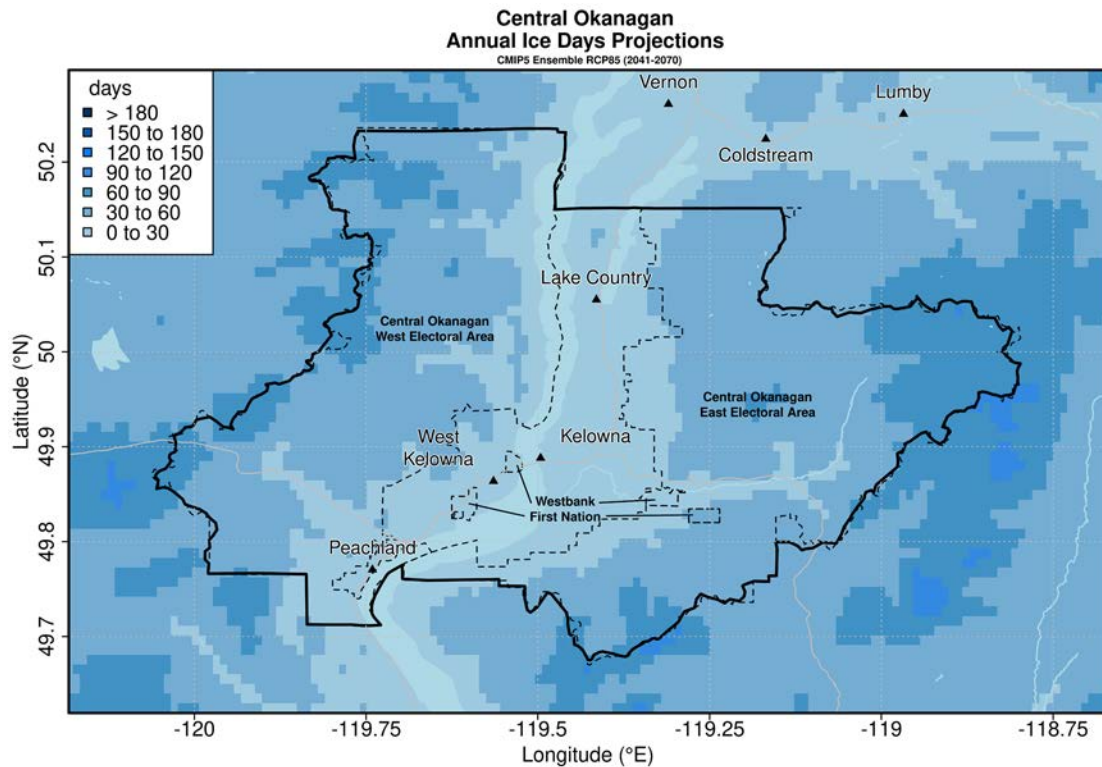 Central Okanagan
Annual Ice Days Projections
CMIP5 Ensemble RCP85 (2041-2070)
days
> 180
150 to 180
120 to 150
90 to 120
60 to 90
30 to 60
0 to 30
Vernon
Lumby
Coldstream
Lake Country
Central Okanagan
West Electoral Area
Central Okanagan
East Electoral Area
West
Kelowna
Kelowna
Westbank
First Nation
Peachland
50.2
50.1
50
49.9
49.8
49.7
Latitude (°N)
-120
-119.75
-119.5
-119.25
-119
-118.75
Longitude (°E)